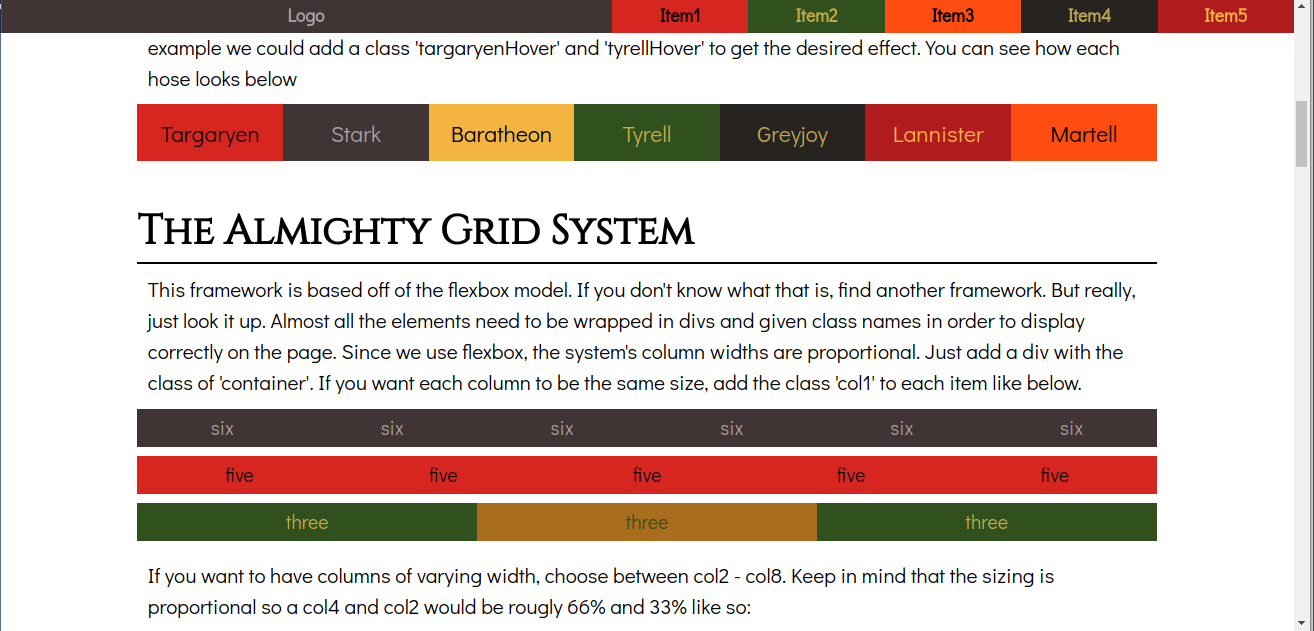 Logo Item1 Item2 Item3 Item4 Item5
example we could add a class 'targaryenHover' and 'tyrellHover' to get the desired effect. You can see how each
hose looks below
Targaryen Stark Baratheon Tyrell Greyjoy Lannister Martell
The Almighty Grid System
This framework is based off of the flexbox model. If you don't know what that is, find another framework. But really,
just look it up. Almost all the elements need to be wrapped in divs and given class names in order to display
correctly on the page. Since we use flexbox, the system's column widths are proportional. Just add a div with the
class of 'container'. If you want each column to be the same size, add the class 'col1' to each item like below.
six six six six six six
five five five five five
three three three
If you want to have columns of varying width, choose between col2 - col8. Keep in mind that the sizing is
proportional so a col4 and col2 would be rougly 66% and 33% like so: